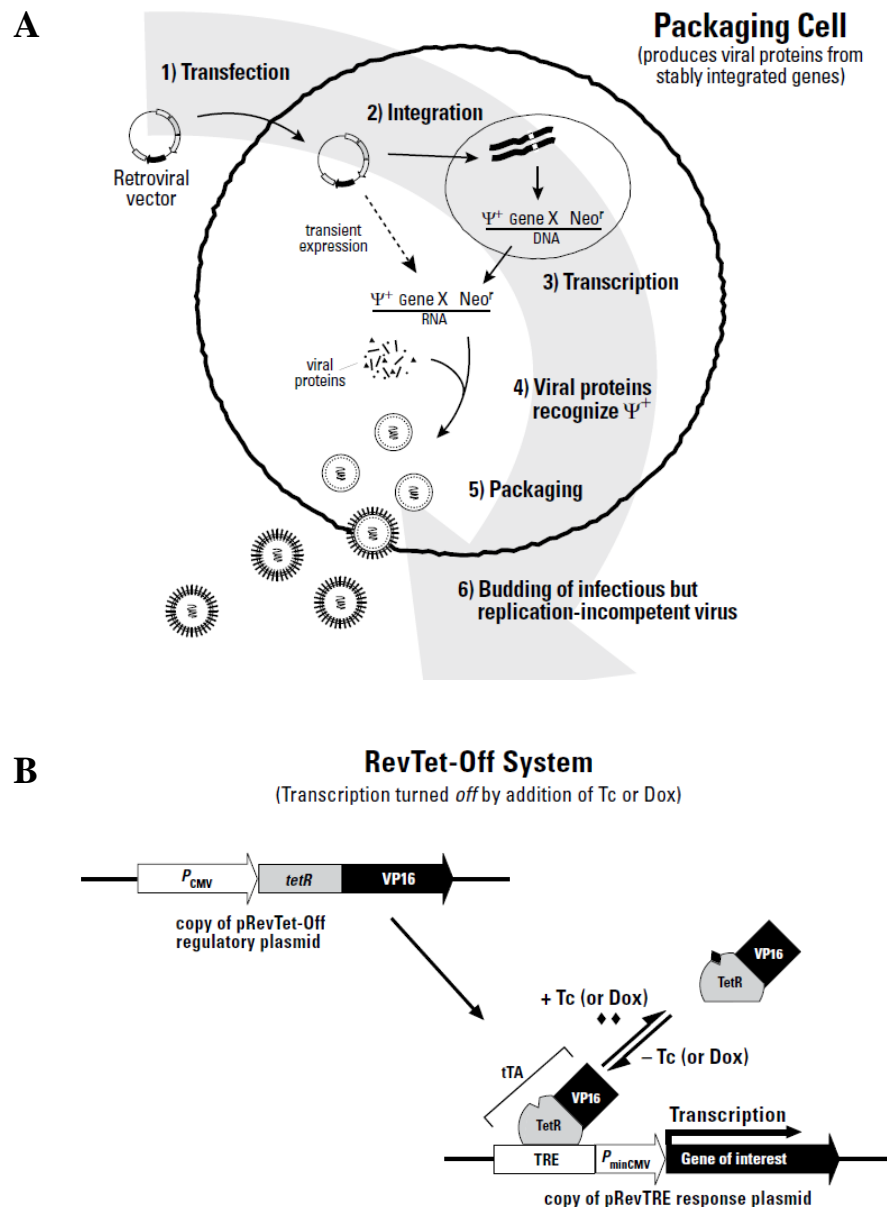 A
Packaging Cell
(produces viral proteins from
stably integrated genes)
1) Transfection
2) Integration
Retroviral
vector
transient
expression
Ψ+ Gene X Neor
DNA
3) Transcription
Ψ+ Gene X Neor
RNA
viral
proteins
4) Viral proteins
recognize Ψ+
5) Packaging
6) Budding of infectious but
replication-incompetent virus
B
RevTet-Off System
(Transcription turned off by addition of Tc or Dox)
PCMV
tetR
VP16
copy of pRevTet-Off
regulatory plasmid
VP16
TetR
+ Tc (or Dox)
– Tc (or Dox)
tTA
VP16
TetR
Transcription
TRE
PminCMV
Gene of interest
copy of pRevTRE response plasmid